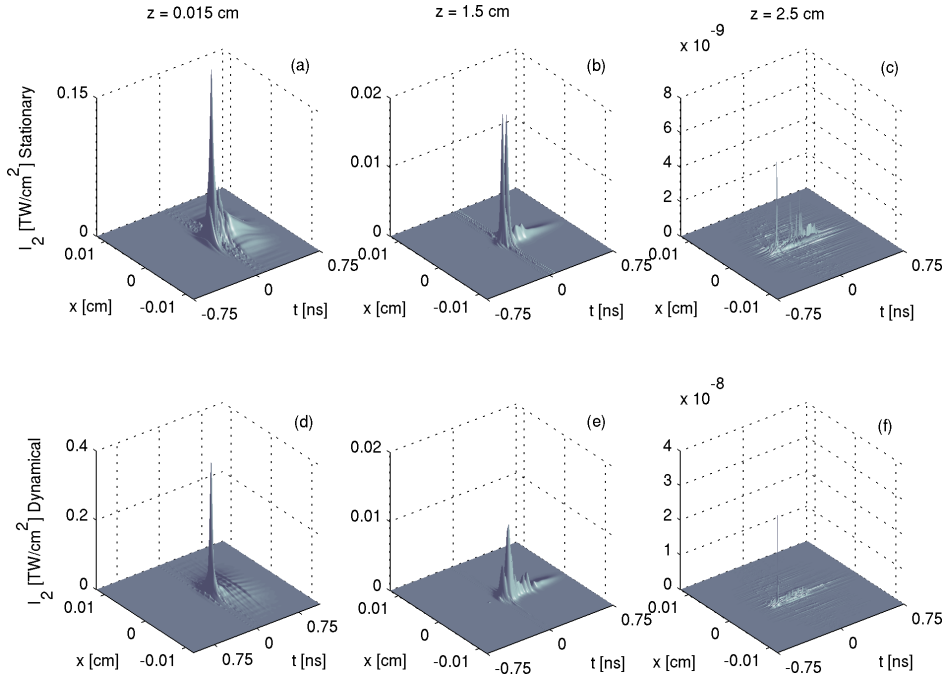 z = 0.015 cm
z = 1.5 cm
z = 2.5 cm
(a)
0.15
0
I2 [TW/cm2] Stationary
0.01
0
-0.01
x [cm]
-0.75
0
0.75
t [ns]
(b)
0.02
0.01
0
0.01
0
-0.01
x [cm]
-0.75
0
0.75
t [ns]
x 10-9
(c)
8
6
4
2
0
0.01
0
-0.01
x [cm]
-0.75
0
0.75
t [ns]
(d)
0.4
0.2
0
I2 [TW/cm2] Dynamical
0.01
0
-0.01
x [cm]
0.75
0
0.75
t [ns]
(e)
0.02
0.01
0
0.01
0
-0.01
x [cm]
-0.75
0
0.75
t [ns]
x 10-8
(f)
4
3
2
1
0
0.01
0
-0.01
x [cm]
-0.75
0
0.75
t [ns]